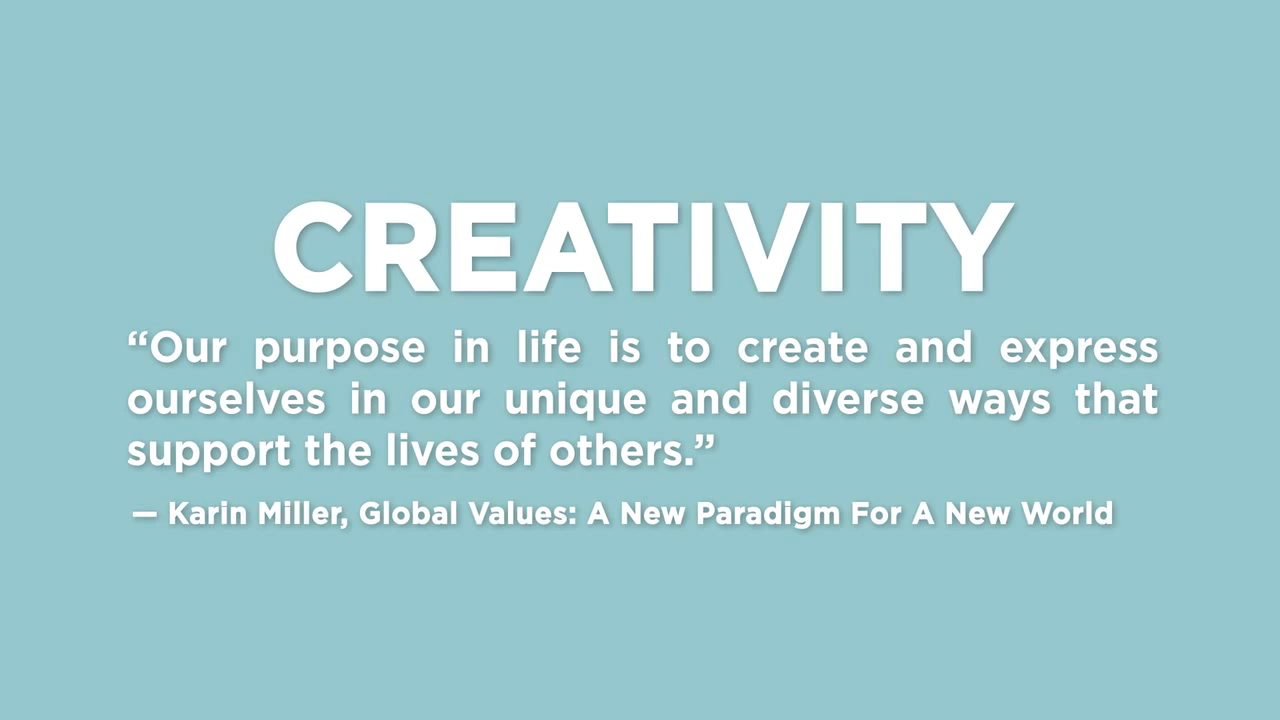 CREATIVITY
“Our purpose in life is to create and express
ourselves in our unique and diverse ways that
support the lives of others.”
— Karin Miller, Global Values: A New Paradigm For A New World